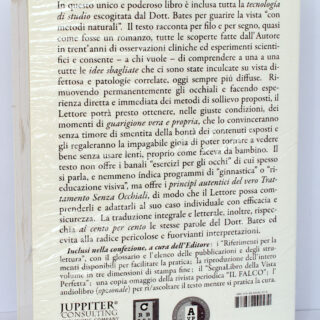 In questo unico e poderoso libro è inclusa tutta la tecnologia
di studio escogitata dal Dott. Bates per guarire la vista "con
metodi naturali". Il testo racconta per filo e per segno, quasi
come fosse un romanzo, tutte le scoperte fatte dall'Autore
in trent'anni di osservazioni cliniche ed esperimenti scienti-
fici e consente – a chi vuole - di comprendere a una a una
tutte le idee sbagliate che ci sono state inculcate su vista di-
fettosa e patologie correlate, oggi sempre più diffuse. Ri-
muovendo permanentemente gli occhiali e facendo espe-
rienza diretta e immediata dei metodi di sollievo proposti, il
Lettore potrà presto ottenere, nelle giuste condizioni, dei
momenti di guarigione vera e propria, che lo convinceranno
senza timore di smentita della bontà dei contenuti esposti e
gli regaleranno la impagabile gioia di poter tornare a vedere
bene senza usare lenti, proprio come faceva da bambino. Il
testo non offre i banali "esercizi per gli occhi" di cui spesso
si parla, e nemmeno indica programmi di "ginnastica" o "ri-
educazione visiva", ma offre i principi autentici del vero Trat-
tamento Senza Occhiali, di modo che il Lettore possa com-
prenderli e adattarli al suo caso individuale con efficacia e
sicurezza. La traduzione integrale e letterale, inoltre, rispec-
chia al cento per cento le stesse parole del Dott. Bates ed
evita alla radice pericolose e fuorvianti interpretazioni.
Inclusi nella confezione, a cura dell'Editore: i "Riferimenti per la
lettura", con il glossario e l'elenco delle pubblicazioni e degli stru-
menti disponibili per facilitare la pratica; la riproduzione dell'intero
volume in tre dimensioni di stampa fine; il "SegnaLibro della Vista
Perfetta"; una copia omaggio della rivista periodica "IL FALCO"; l'
audiolibro (opzionale) per ri/ascoltare il testo mentre si pratica la cura.
IUPPITER
CONSULTING